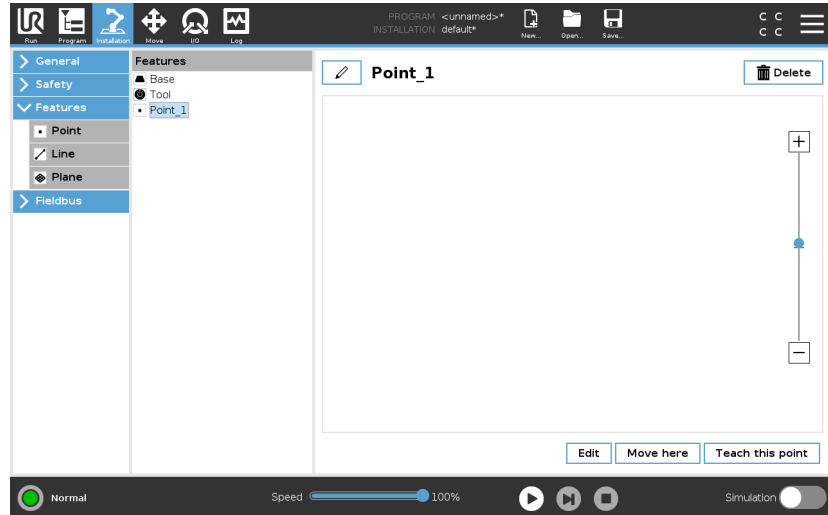 PROGRAM <unnamed>*
INSTALLATION default*
C C
C C
Run Program Installation Move I/O Log New... Open... Save...
General
Safety
Features
Point
Line
Plane
Fieldbus
Features
Base
Tool
Point_1
Point_1
Delete
Edit Move here Teach this point
Normal
Speed 100%
Simulation